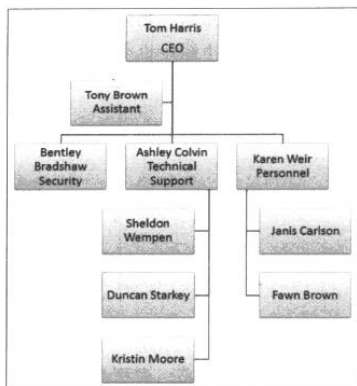 Tom Harris
CEO
Tony Brown
Assistant
Bentley
Bradshaw
Security
Ashley Colvin
Technical
Support
Karen Weir
Personnel
Sheldon
Wempen
Janis Carlson
Duncan Starkey
Fawn Brown
Kristin Moore